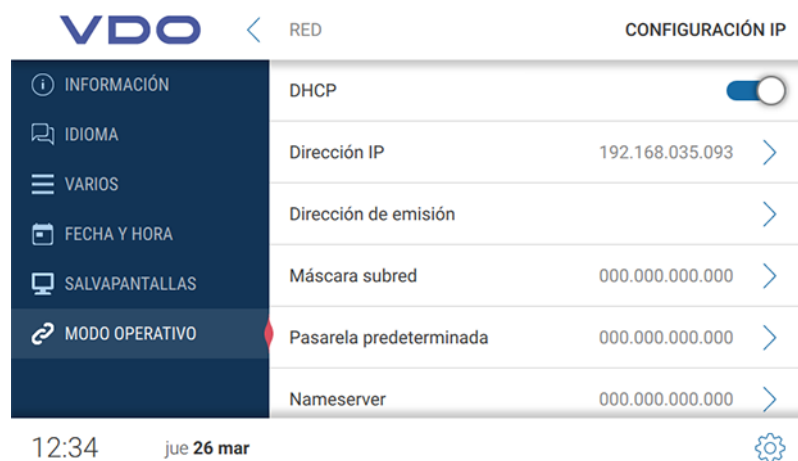 VDO
RED
CONFIGURACIÓN IP
INFORMACIÓN
IDIOMA
VARIOS
FECHA Y HORA
SALVAPANTALLAS
MODO OPERATIVO
DHCP
Dirección IP 192.168.035.093
Dirección de emisión
Máscara subred 000.000.000.000
Pasarela predeterminada 000.000.000.000
Nameserver 000.000.000.000
12:34 jue 26 mar